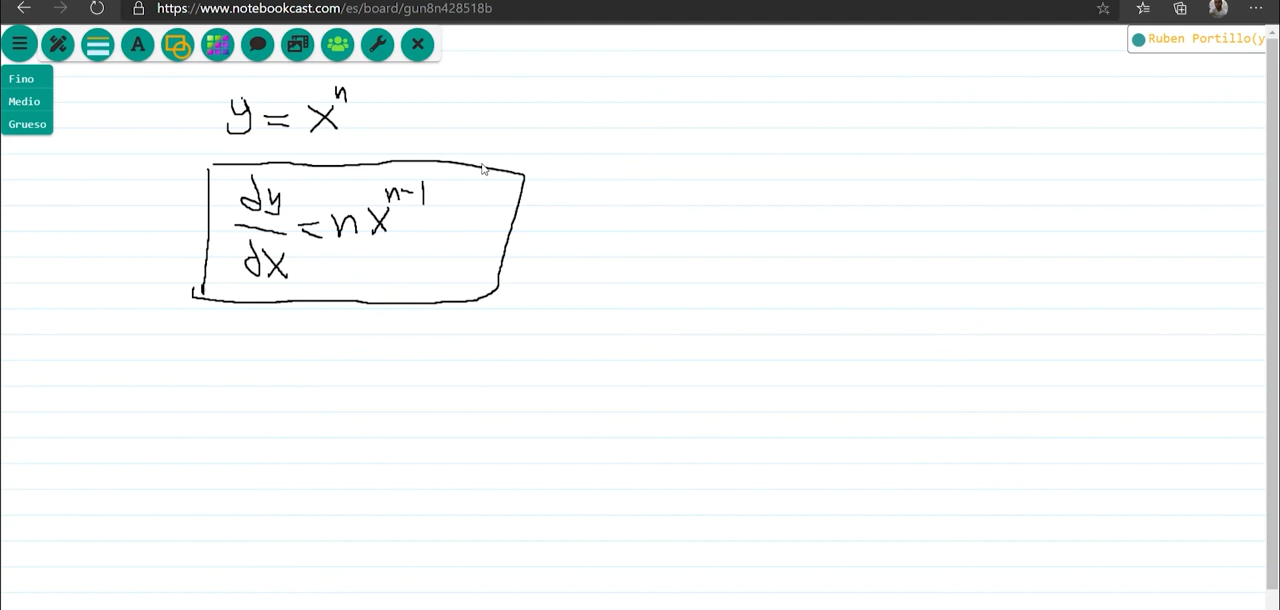 https://www.notebookcast.com/es/board/gun8n428518b
A
Ruben Portillo(y
Fino
Medio
Grueso
y = x^n
dy/dx = nx^{n-1}